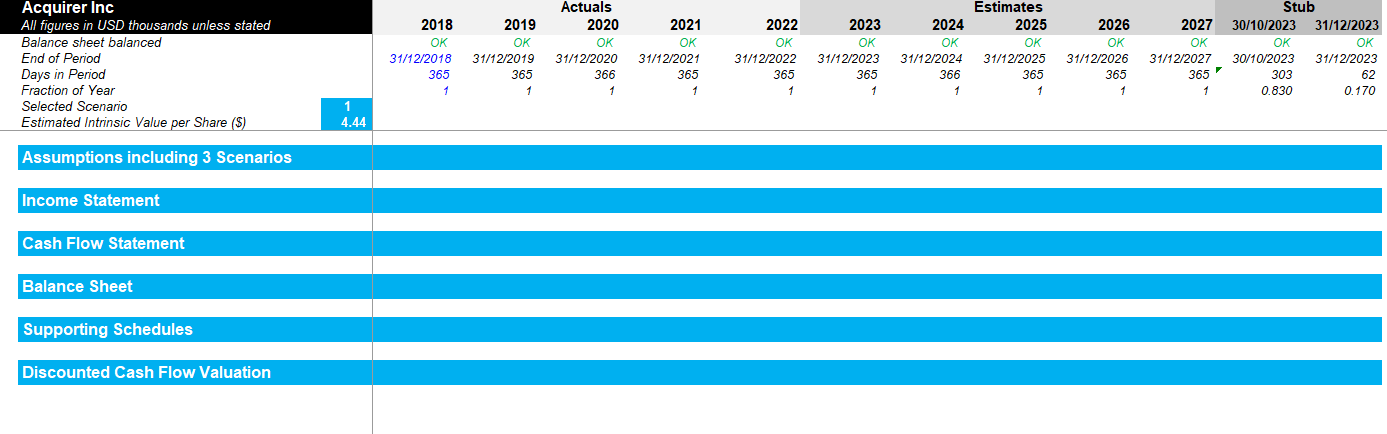 Acquirer Inc Actuals Estimates Stub
All figures in USD thousands unless stated 2018 2019 2020 2021 2022 2023 2024 2025 2026 2027 30/10/2023 31/12/2023
Balance sheet balanced OK OK OK OK OK OK OK OK OK OK OK OK
End of Period 31/12/2018 31/12/2019 31/12/2020 31/12/2021 31/12/2022 31/12/2023 31/12/2024 31/12/2025 31/12/2026 31/12/2027 30/10/2023 31/12/2023
Days in Period 365 365 366 365 365 365 366 365 365 365 303 62
Fraction of Year 1 1 1 1 1 1 1 1 1 1 0.830 0.170
Selected Scenario 1
Estimated Intrinsic Value per Share ($) 4.44
Assumptions including 3 Scenarios
Income Statement
Cash Flow Statement
Balance Sheet
Supporting Schedules
Discounted Cash Flow Valuation